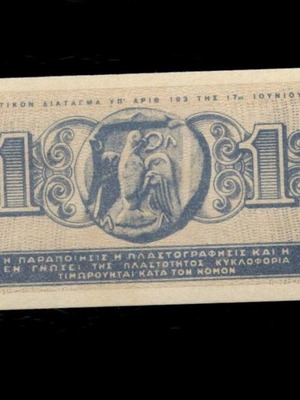 ΤΙΚΟΝ ΔΙΑΤΑΓΜΑ ΥΠ' ΑΡΙΘ 193 ΤΗΣ 17ης ΙΟΥΝΙΟΥ
1 1
Η ΠΑΡΑΠΟΙΗΣΙΣ Η ΠΛΑΣΤΟΓΡΑΦΗΣΙΣ ΚΑΙ Η
ΕΝ ΓΝΩΣΕΙ ΤΗΣ ΠΛΑΣΤΟΤΗΤΟΣ ΚΥΚΛΟΦΟΡΙΑ
ΤΙΜΩΡΟΥΝΤΑΙ ΚΑΤΑ ΤΟΝ ΝΟΜΟΝ